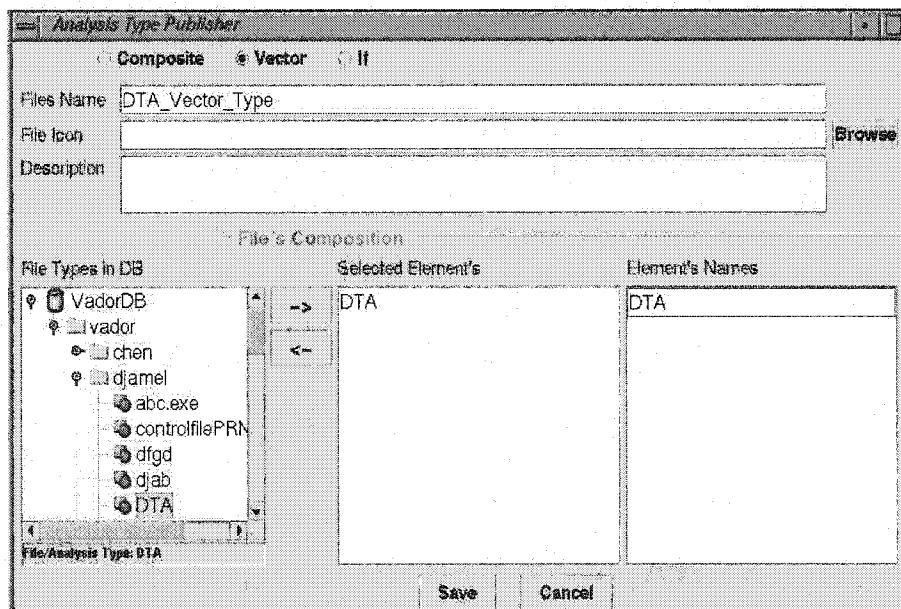 Analysis Type Publisher
Composite Vector If
Files Name DTA_Vector_Type
File Icon Browse
Description
File's Composition
File Types in DB Selected Element's Element's Names
VadorDB -> DTA DTA
vador
chen <-
djamel
abc.exe
controlfilePRN
dfgd
djab
DTA
File/Analysis Type: DTA
Save Cancel